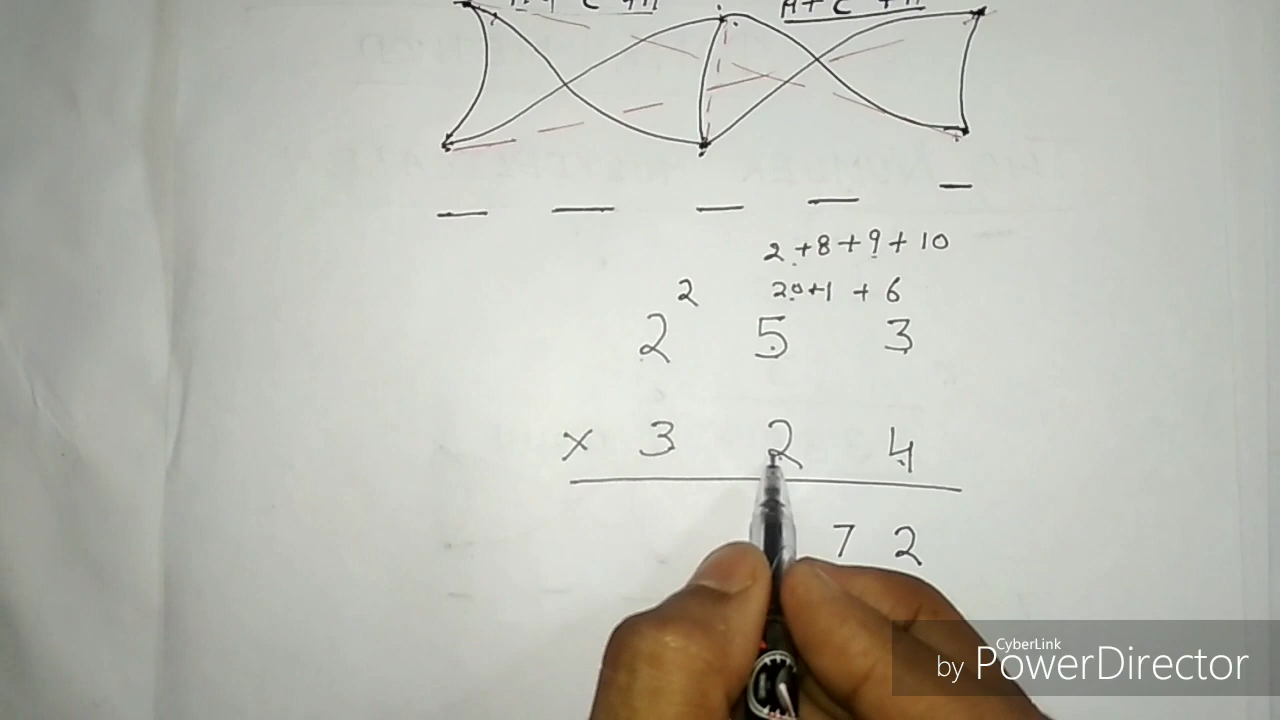 2+8+9+10
2 20+1+6
2 5 3
x 3 2 4
7 2
CyberLink
by PowerDirector